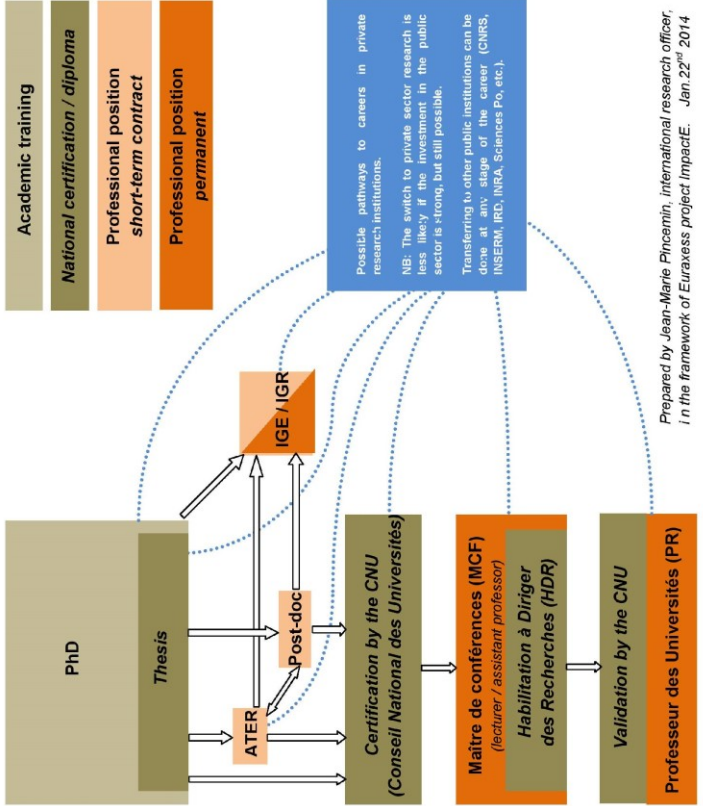 Academic training
National certification / diploma
Professional position
short-term contract
Professional position
permanent
PhD
Thesis
ATER
Post-doc
IGE / IGR
Certification by the CNU
(Conseil National des Universités)
Maître de conférences (MCF)
(lecturer / assistant professor)
Habilitation à Diriger
des Recherches (HDR)
Validation by the CNU
Professeur des Universités (PR)
Possible pathways to careers in private
research institutions.
NB: The switch to private sector research is
less likely if the investment in the public
sector is strong, but still possible.
Transferring to other public institutions can be
done at any stage of the career (CNRS,
INSERM, IRD, INRA, Sciences Po, etc.).
Prepared by Jean-Marie Pincemin, international research officer,
i in the framework of Euraxess project ImpactE. Jan.22nd 2014